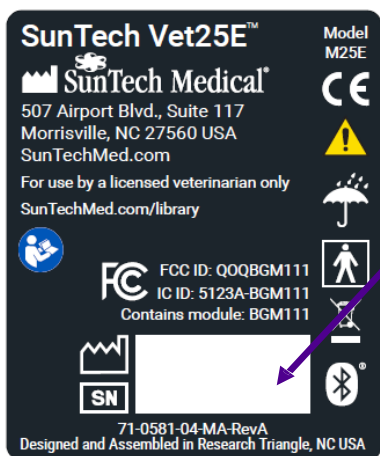 SunTech Vet25E™
Model
M25E
SunTech Medical®
CE
507 Airport Blvd., Suite 117
Morrisville, NC 27560 USA
SunTechMed.com
For use by a licensed veterinarian only
SunTechMed.com/library
FC FCC ID: QOQBGM111
IC ID: 5123A-BGM111
Contains module: BGM111
SN
®
71-0581-04-MA-RevA
Designed and Assembled in Research Triangle, NC USA